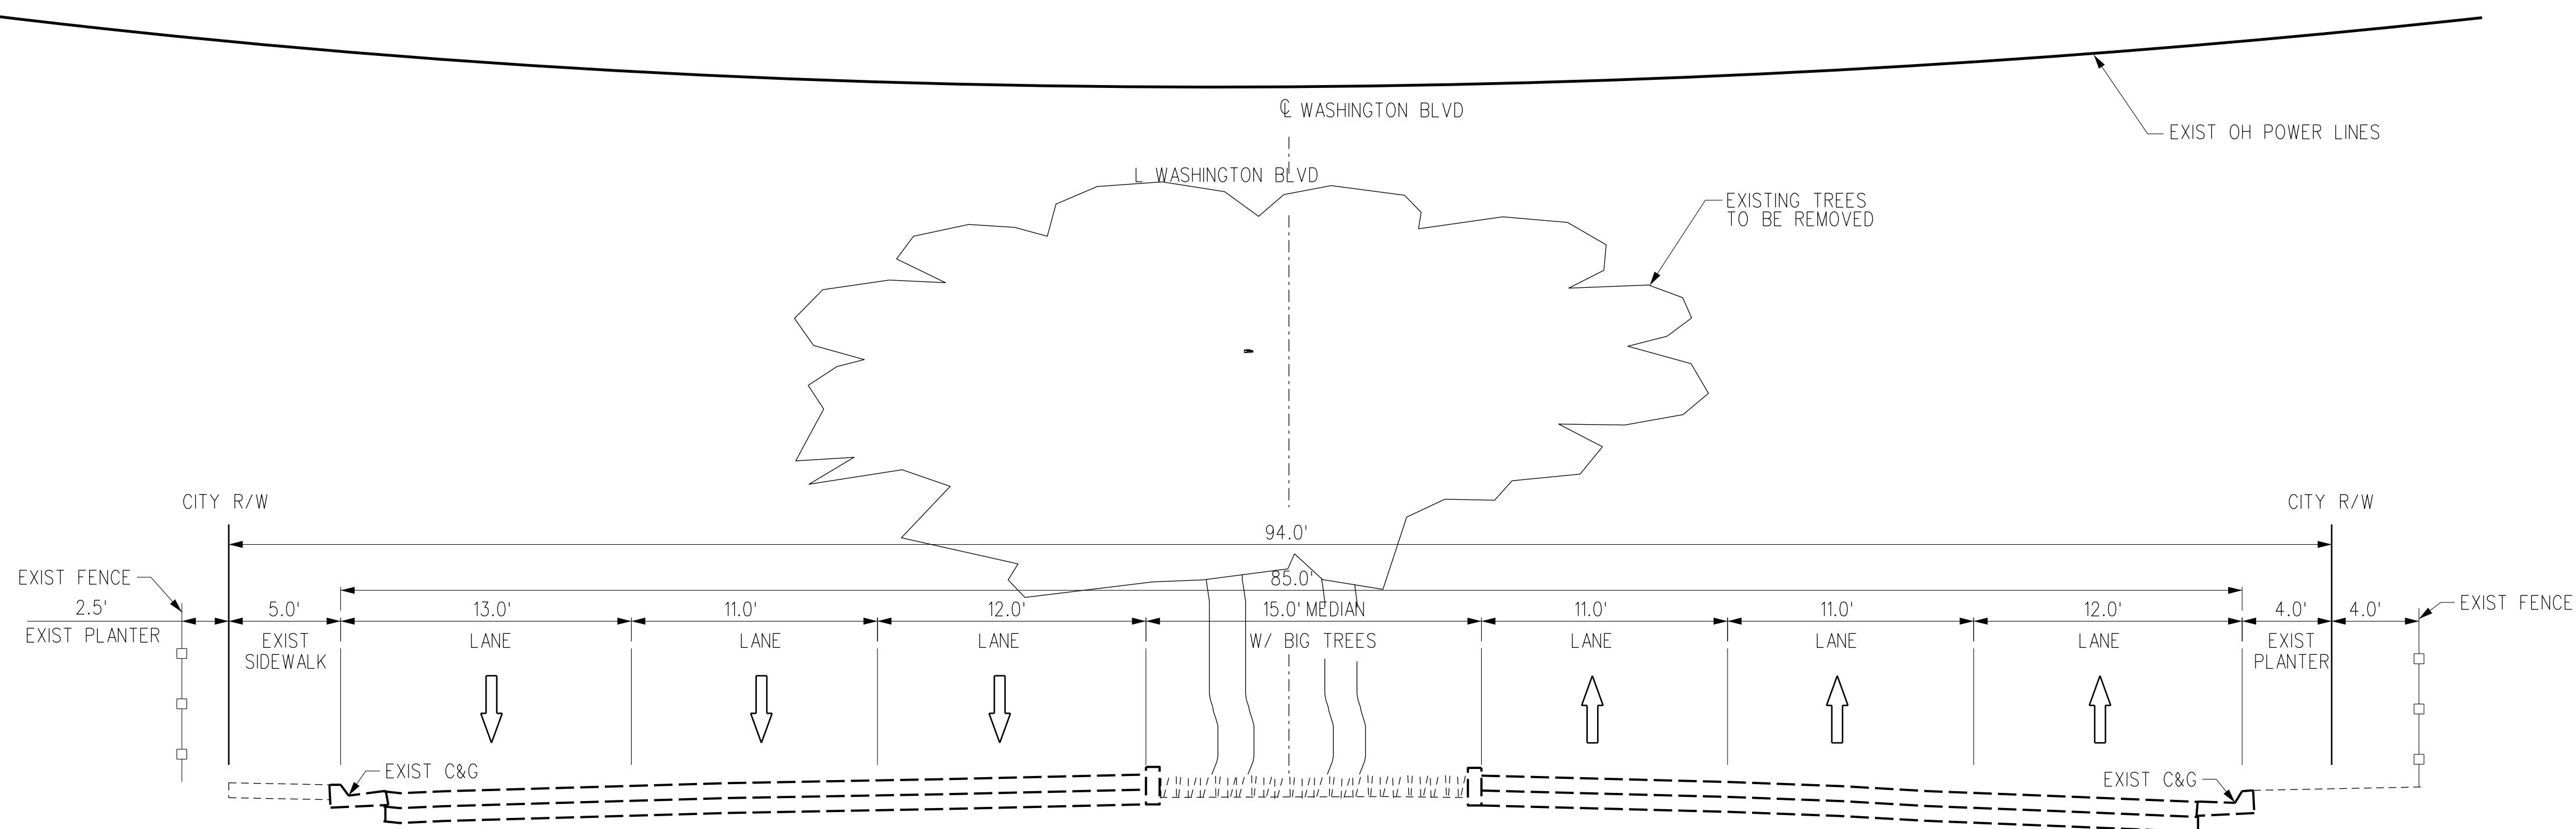 ℄ WASHINGTON BLVD
EXIST OH POWER LINES
L WASHINGTON BLVD
EXISTING TREES
TO BE REMOVED
CITY R/W
CITY R/W
94.0'
85.0'
EXIST FENCE
EXIST FENCE
2.5'
5.0'
13.0'
11.0'
12.0'
15.0' MEDIAN
11.0'
11.0'
12.0'
4.0'
4.0'
EXIST PLANTER
EXIST
SIDEWALK
LANE
LANE
LANE
W/ BIG TREES
LANE
LANE
LANE
EXIST
PLANTER
EXIST C&G
EXIST C&G